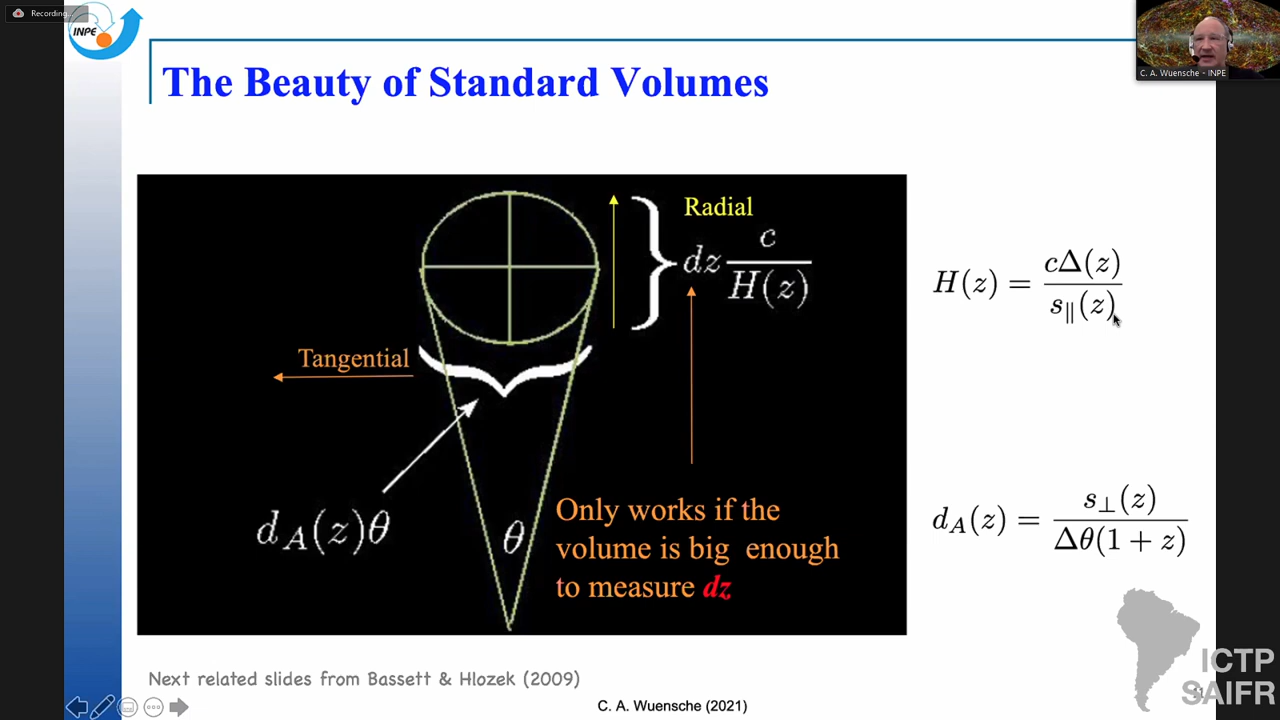 Recording...
INPE
The Beauty of Standard Volumes
C. A. Wuensche - INPE
Radial
dz c/H(z)
H(z) = cΔ(z)/s∥(z)
Tangential
d_A(z)θ
θ
Only works if the
volume is big enough
to measure dz
d_A(z) = s⊥(z)/Δθ(1 + z)
Next related slides from Bassett & Hlozek (2009)
C. A. Wuensche (2021)
ICTP
SAIFR